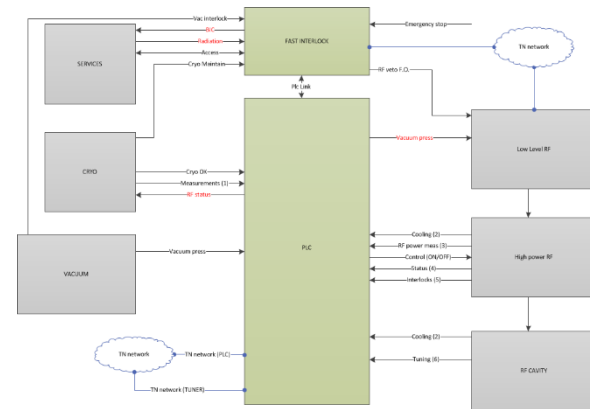 Vac Interlock
BIC
Radiation
Access
Cryo Maintain
SERVICES
FAST INTERLOCK
Emergency stop
TN network
RF veto F.O.
Plc Link
Vacuum press
Low Level RF
CRYO
Cryo OK
Measurements (1)
RF status
PLC
VACUUM
Vacuum press
Cooling (2)
RF power meas (3)
Control (ON/OFF)
Status (4)
Interlocks (5)
High power RF
TN network
TN network (PLC)
TN network (TUNER)
Cooling (2)
Tuning (6)
RF CAVITY